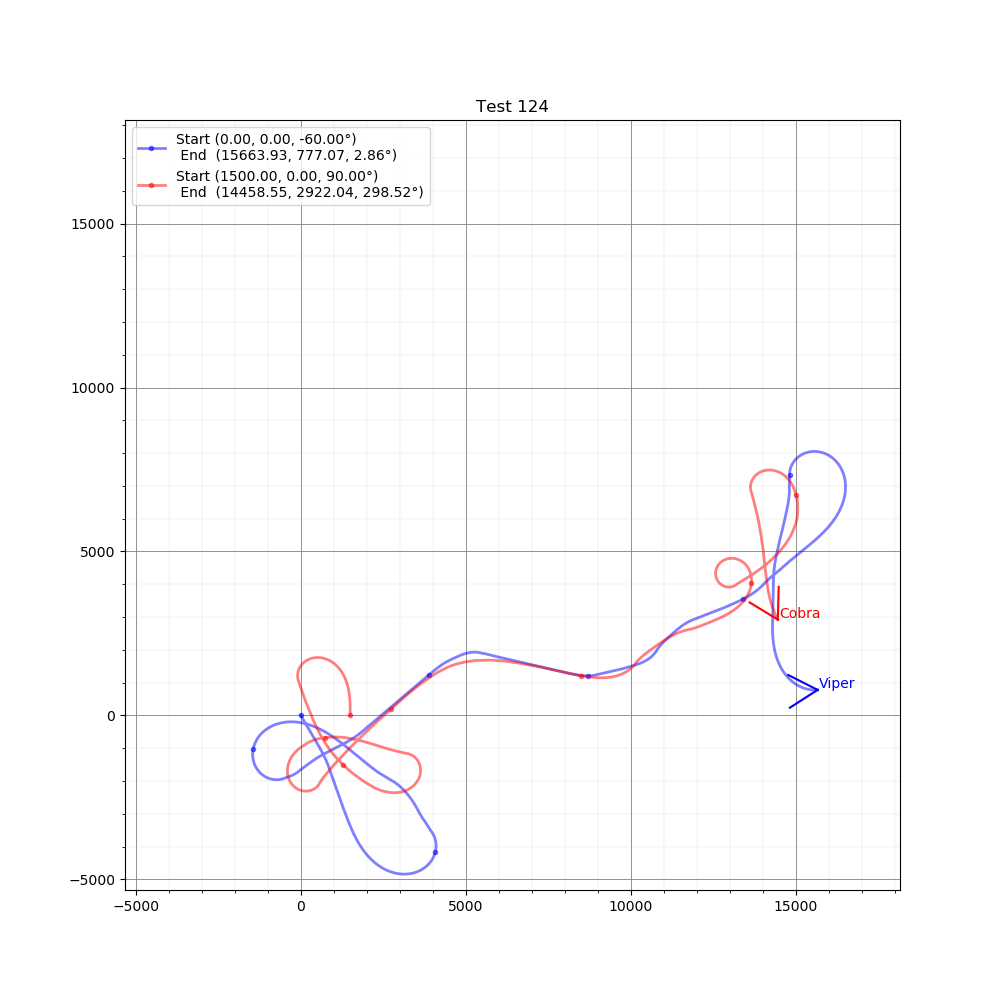 Test 124
Start (0.00, 0.00, -60.00°)
End (15663.93, 777.07, 2.86°)
Start (1500.00, 0.00, 90.00°)
End (14458.55, 2922.04, 298.52°)
15000
10000
5000
0
−5000
Cobra
Viper
−5000
0
5000
10000
15000